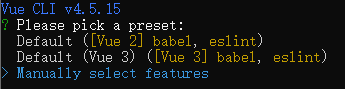 Vue CLI v4.5.15
? Please pick a preset:
Default ([Vue 2] babel, eslint)
Default (Vue 3) ([Vue 3] babel, eslint)
> Manually select features